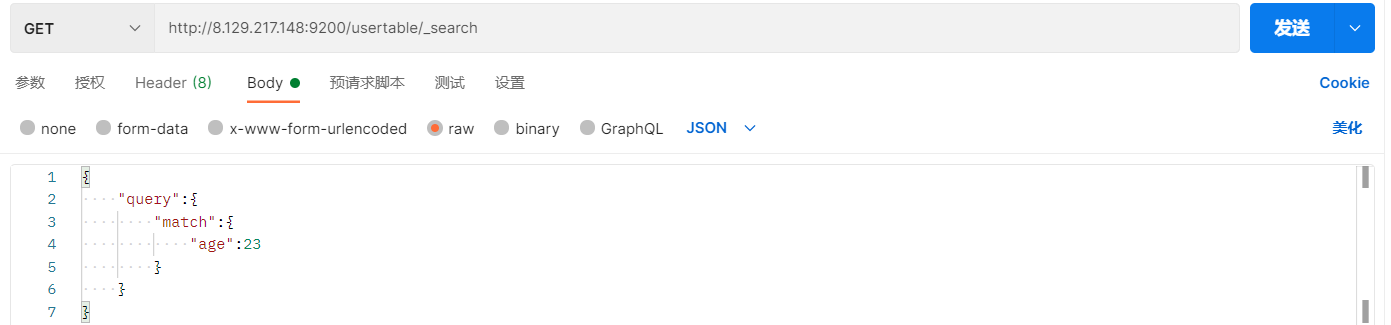 GET http://8.129.217.148:9200/usertable/_search 发送
参数 授权 Header (8) Body 预请求脚本 测试 设置 Cookie
none form-data x-www-form-urlencoded raw binary GraphQL JSON 美化
1 {
2 "query":{
3 "match":{
4 "age":23
5 }
6 }
7 }